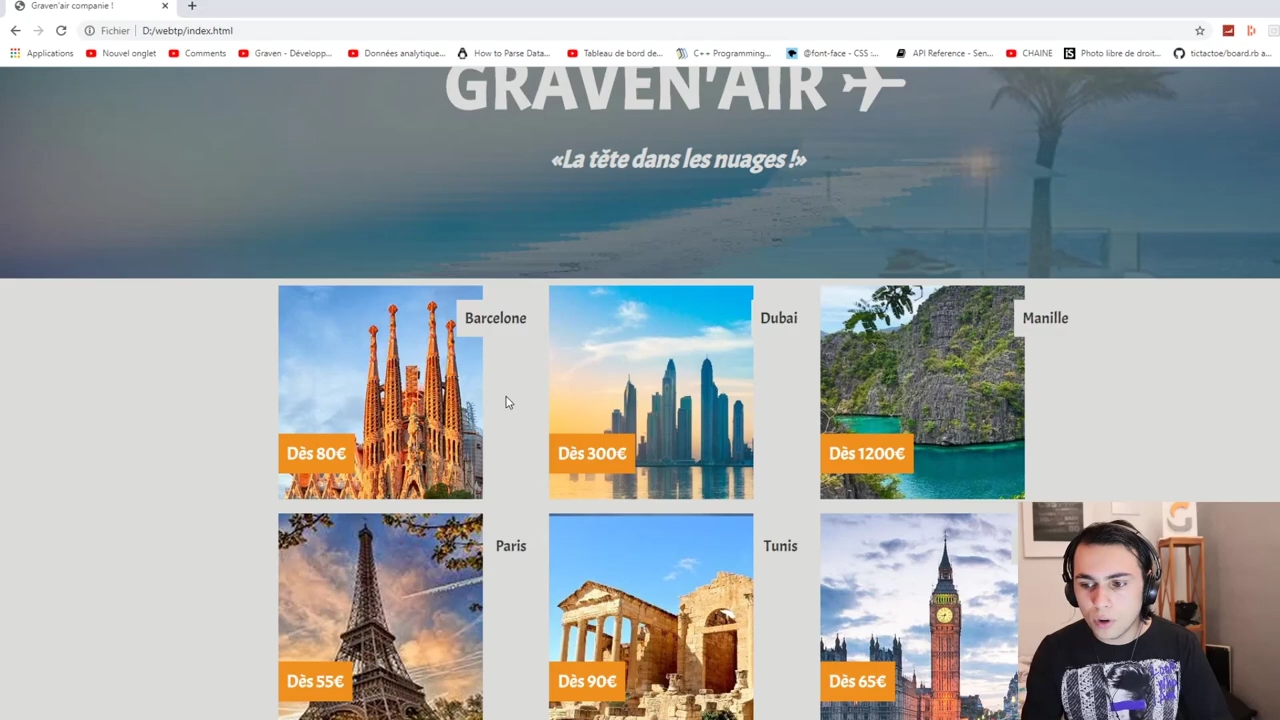 Graven'air companie !
Fichier D:/webtp/index.html
Applications Nouvel onglet Comments Graven - Développ... Données analytique... How to Parse Data... Tableau de bord de... C++ Programming... @font-face - CSS :... API Reference - Sen... CHAINE Photo libre de droit... tictactoe/board.rb a...
GRAVEN'AIR
«La tête dans les nuages !»
Barcelone Dubai Manille
Dès 80€ Dès 300€ Dès 1200€
Paris Tunis
Dès 55€ Dès 90€ Dès 65€